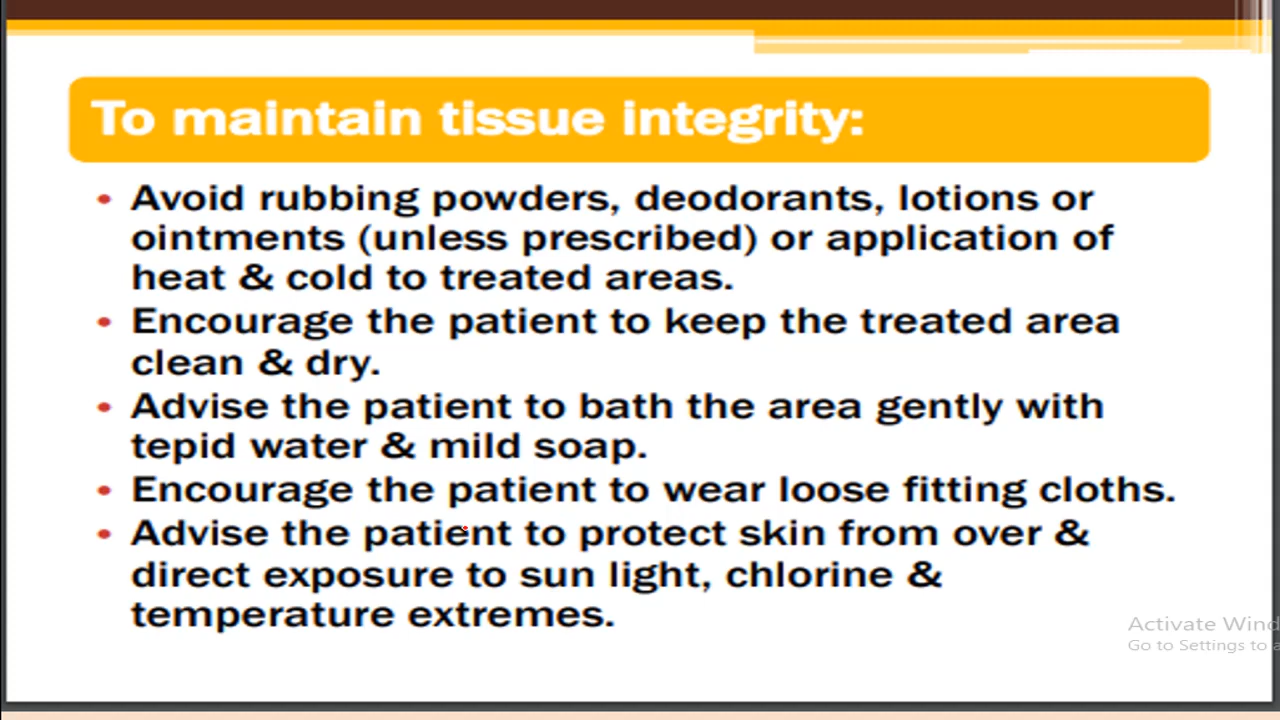 To maintain tissue integrity:
• Avoid rubbing powders, deodorants, lotions or
ointments (unless prescribed) or application of
heat & cold to treated areas.
• Encourage the patient to keep the treated area
clean & dry.
• Advise the patient to bath the area gently with
tepid water & mild soap.
• Encourage the patient to wear loose fitting cloths.
• Advise the patient to protect skin from over &
direct exposure to sun light, chlorine &
temperature extremes.
Activate Wind
Go to Settings to a